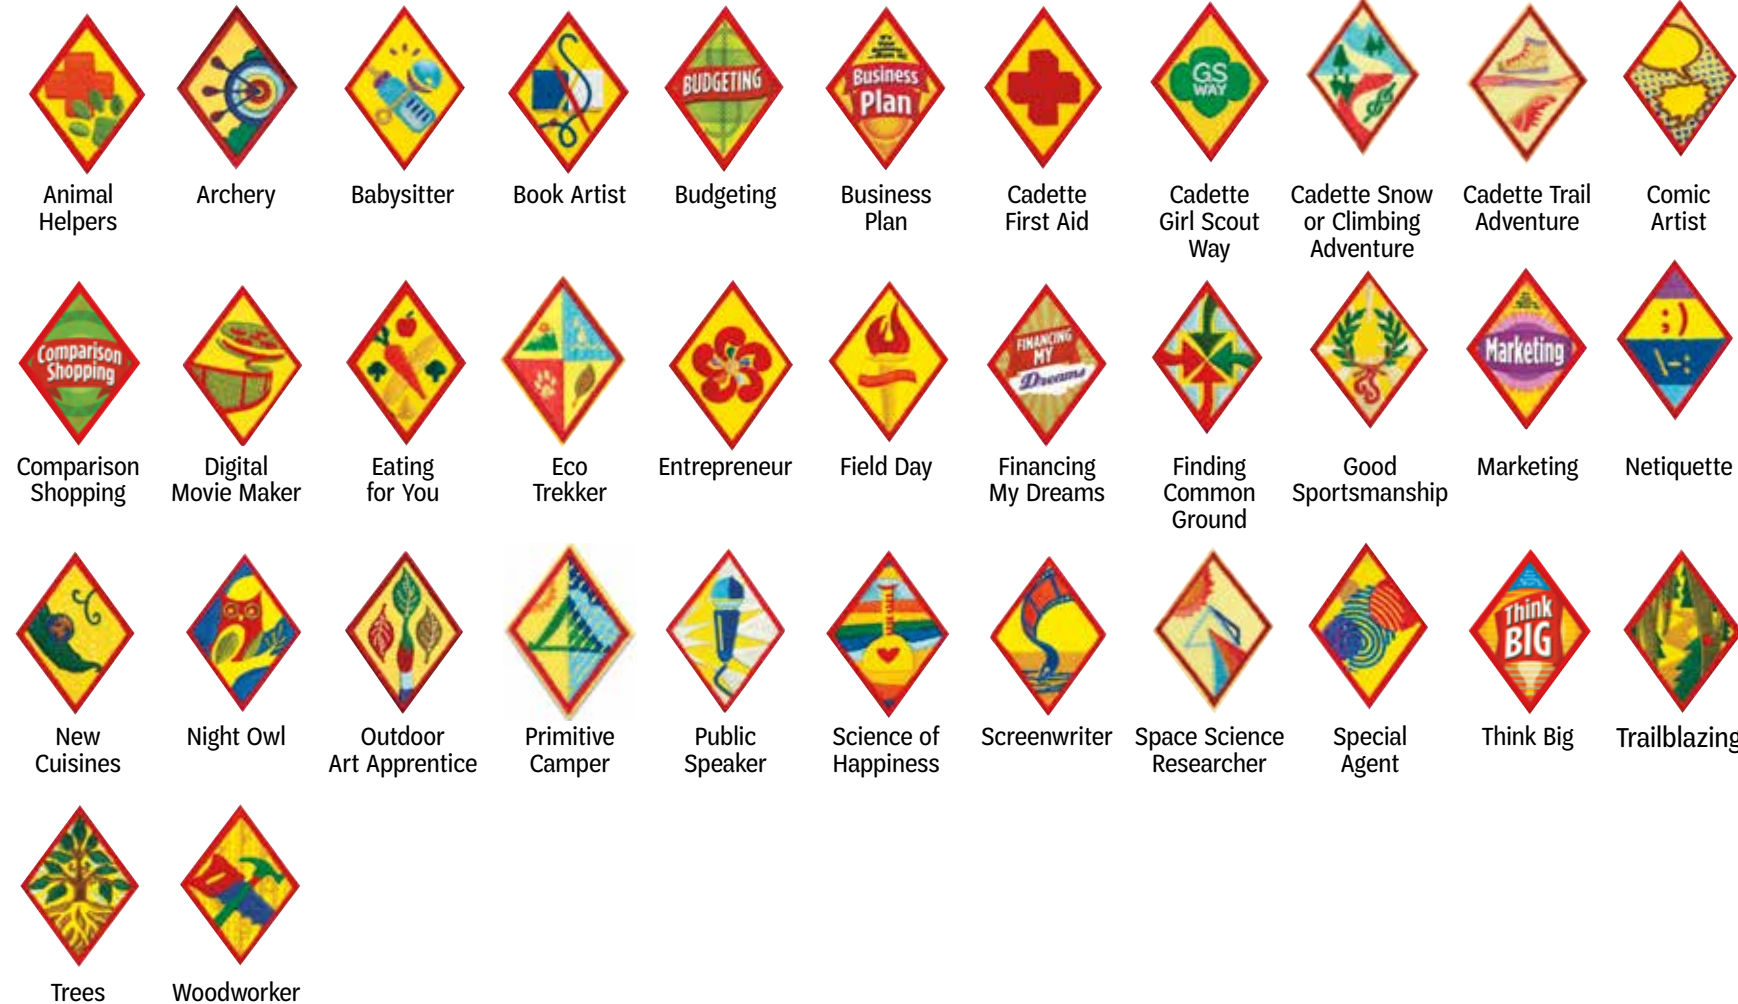 BUDGETING
Business
Plan
GS
WAY
Animal
Helpers
Archery
Babysitter
Book Artist
Budgeting
Business
Plan
Cadette
First Aid
Cadette
Girl Scout
Way
Cadette Snow
or Climbing
Adventure
Cadette Trail
Adventure
Comic
Artist
Comparison
Shopping
FINANCING
MY
Dreams
Marketing
;)
\-:
Comparison
Shopping
Digital
Movie Maker
Eating
for You
Eco
Trekker
Entrepreneur
Field Day
Financing
My Dreams
Finding
Common
Ground
Good
Sportsmanship
Marketing
Netiquette
Think
BIG
New
Cuisines
Night Owl
Outdoor
Art Apprentice
Primitive
Camper
Public
Speaker
Science of
Happiness
Screenwriter
Space Science
Researcher
Special
Agent
Think Big
Trailblazing
Trees
Woodworker